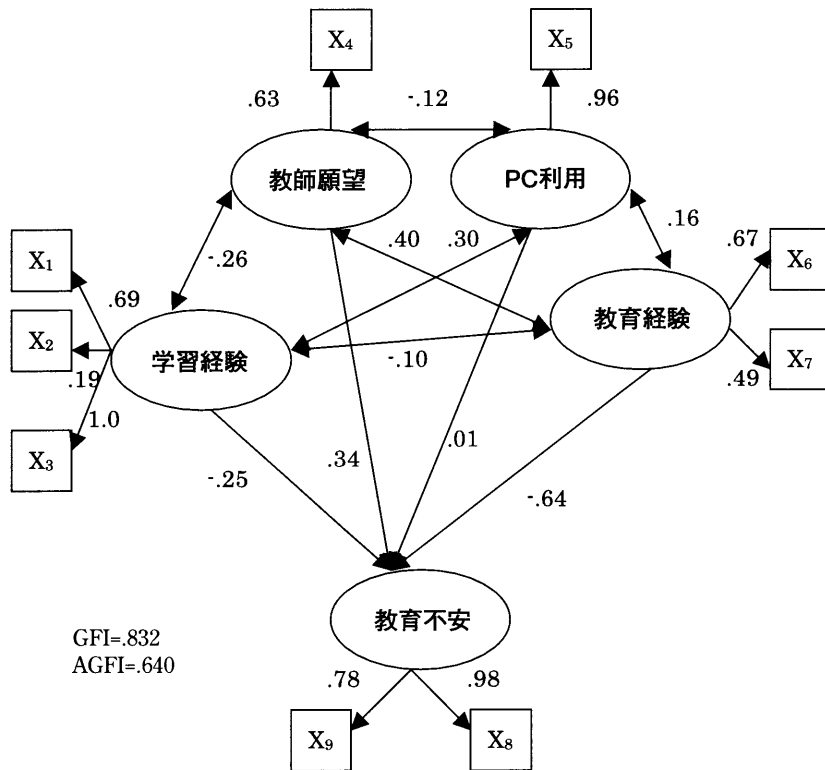 X₄
X₅
.63
-.12
.96
教師願望
PC利用
.16
.40
.30
.67
X₆
X₁
-.26
.69
教育経験
X₂
学習経験
-.10
X₇
.49
.19
1.0
X₃
-.25
.34
.01
-.64
教育不安
GFI=.832
AGFI=.640
.78
.98
X₉
X₈